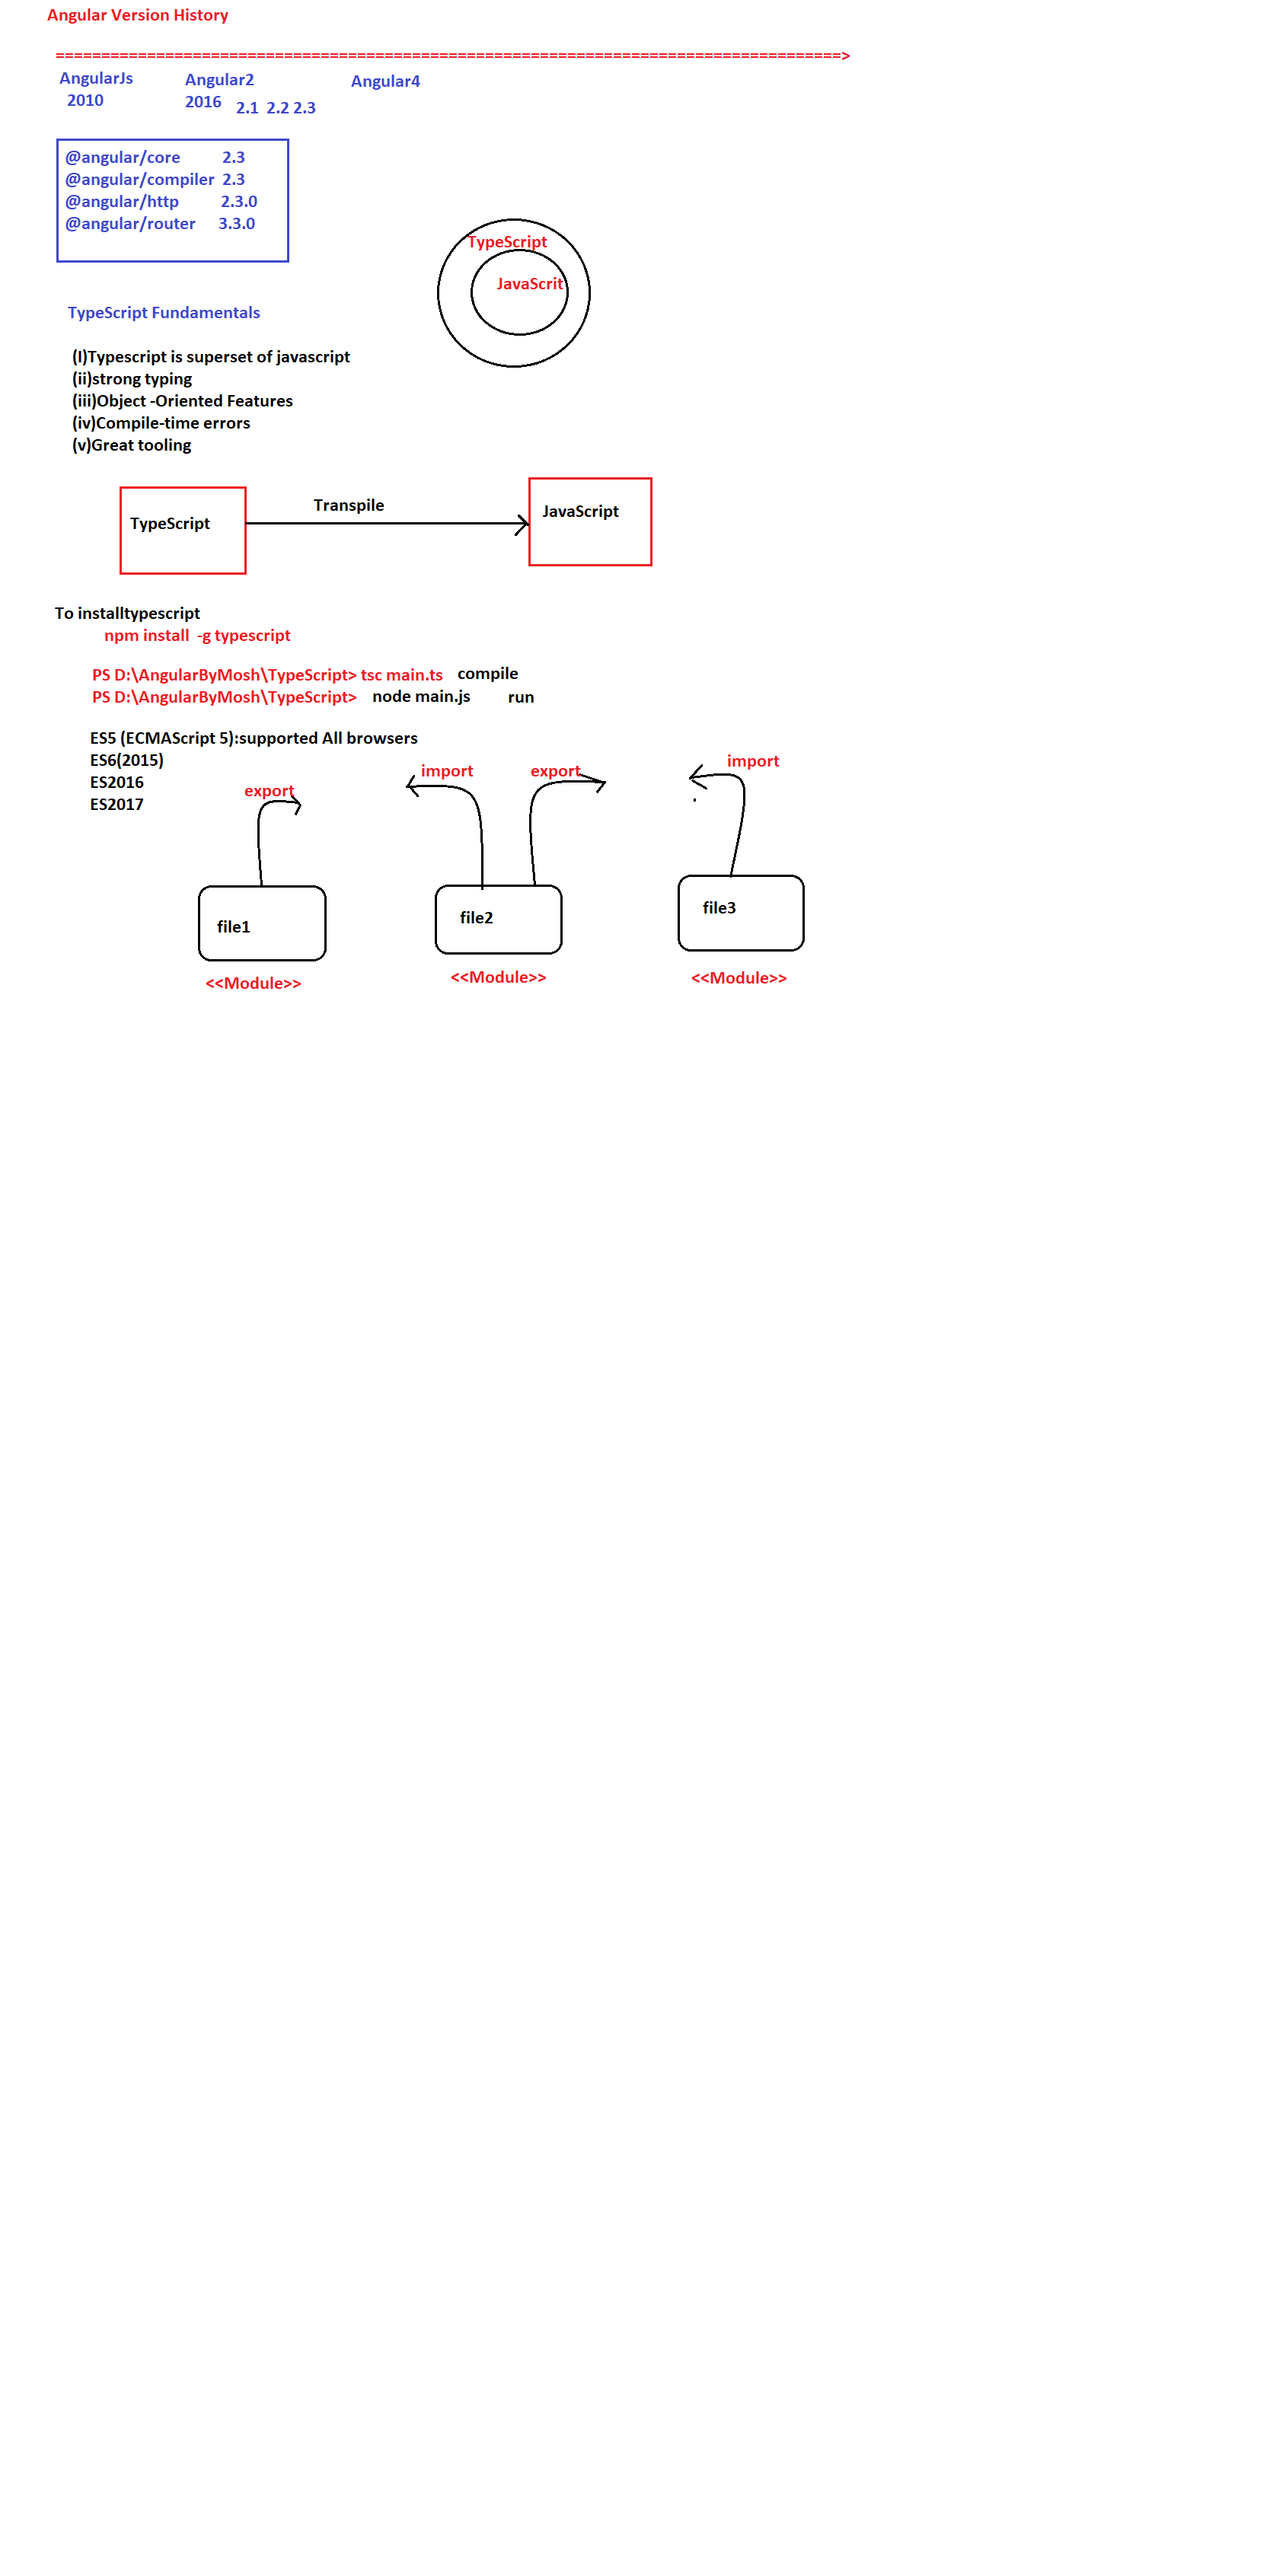 Angular Version History
======================================================================================>
AngularJs Angular2 Angular4
2010 2016 2.1 2.2 2.3
@angular/core 2.3
@angular/compiler 2.3
@angular/http 2.3.0
@angular/router 3.3.0
TypeScript
JavaScrit
TypeScript Fundamentals
(I)Typescript is superset of javascript
(ii)strong typing
(iii)Object -Oriented Features
(iv)Compile-time errors
(v)Great tooling
Transpile
TypeScript JavaScript
To installtypescript
npm install -g typescript
PS D:\AngularByMosh\TypeScript> tsc main.ts compile
PS D:\AngularByMosh\TypeScript> node main.js run
ES5 (ECMAScript 5):supported All browsers
ES6(2015)
ES2016
ES2017
export import export import
file1 file2 file3
<<Module>> <<Module>> <<Module>>